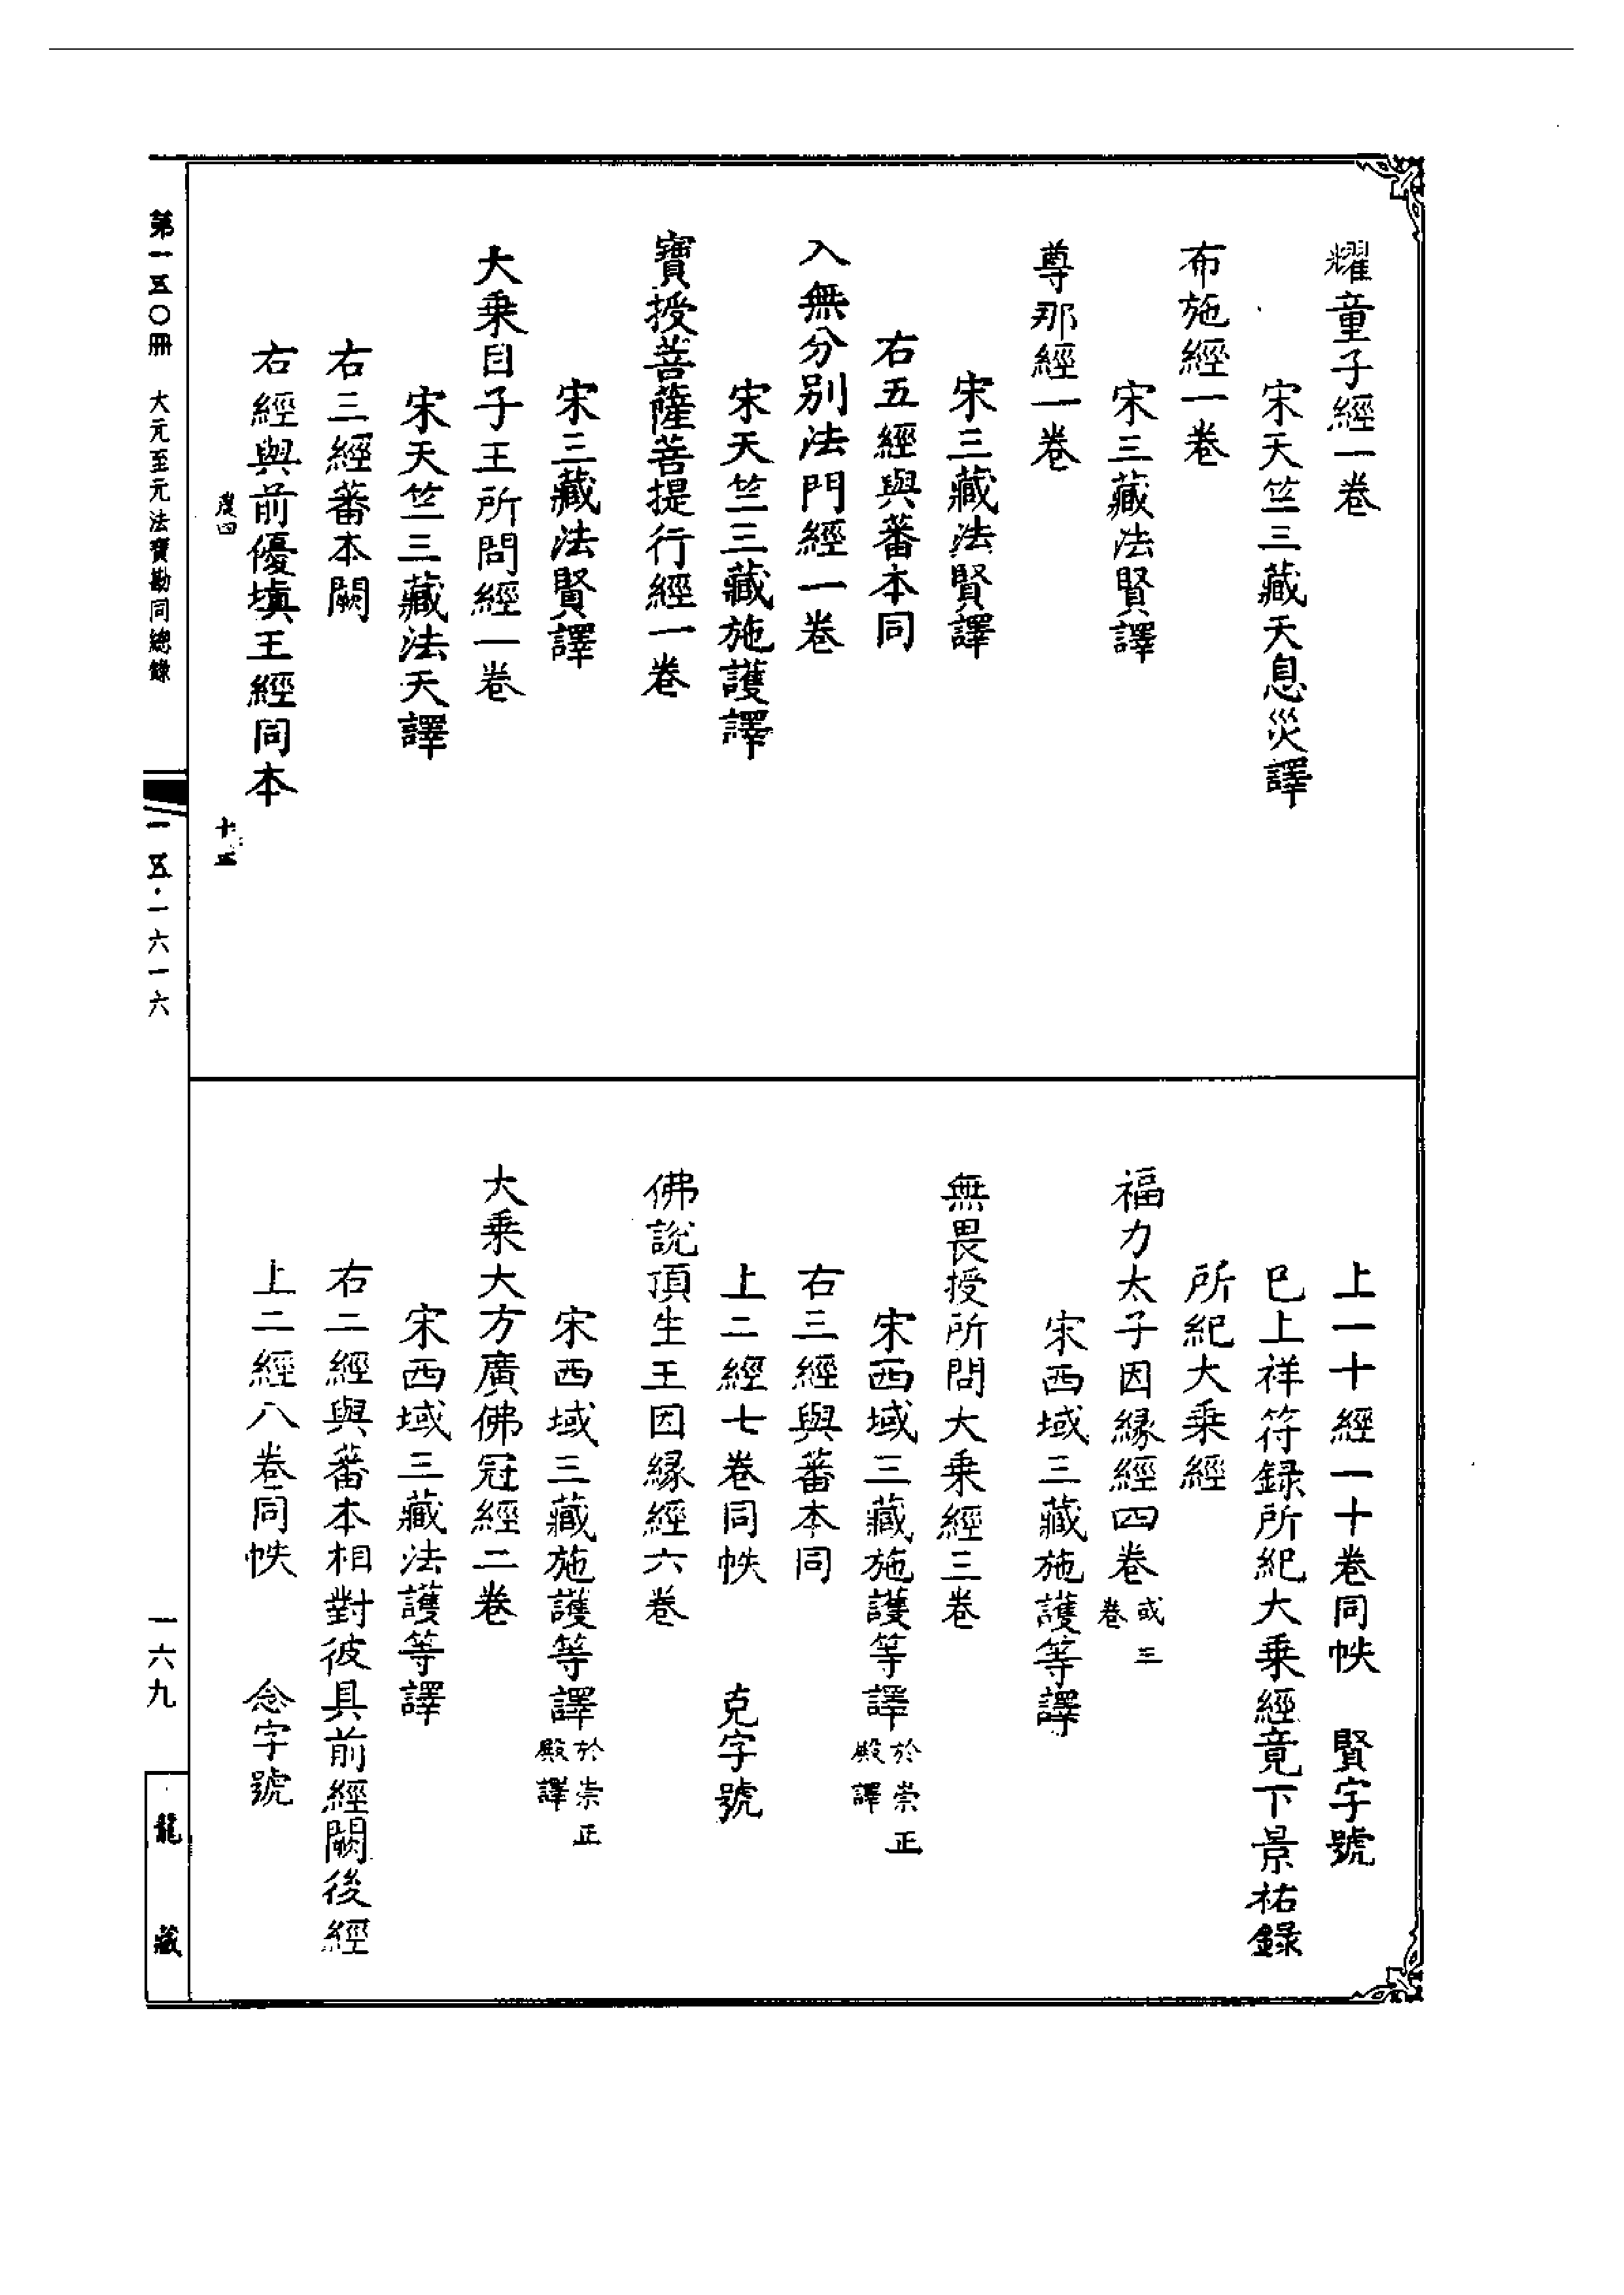 耀童子經一卷
宋天竺三藏天息災譯
布施經一卷
宋三藏法賢譯
尊那經一卷
宋三藏法賢譯
右五經與蕃本同
入無分别法門經一卷
宋天竺三藏施護譯
寶授菩薩菩提行經一卷
宋三藏法賢譯
大乗日子王所問經一卷
宋天竺三藏法天譯
右三經蕃本闕
右經與前優塡王經同本
十五
上一十經一十卷同帙　賢字號
巳上祥符録所紀大乗經竟下景祐錄
所紀大乗經
福力太子因縁經四卷或三卷
宋西域三藏施護等譯
無畏授所問大乗經三卷
宋西域三藏施護等譯於崇正殿譯
右三經與蕃本同
上二經七卷同帙　克字號
佛說頂生王因縁經六卷
宋西域三藏施護等譯於崇正殿譯
大乗大方廣佛冠經二卷
宋西域三藏法護等譯
右二經與蕃本相對彼具前經闕後經
上二經八卷同帙　念字號
第一五〇冊　大元至元法寶勘同總錄
一五·一六一六
一六九
龍藏